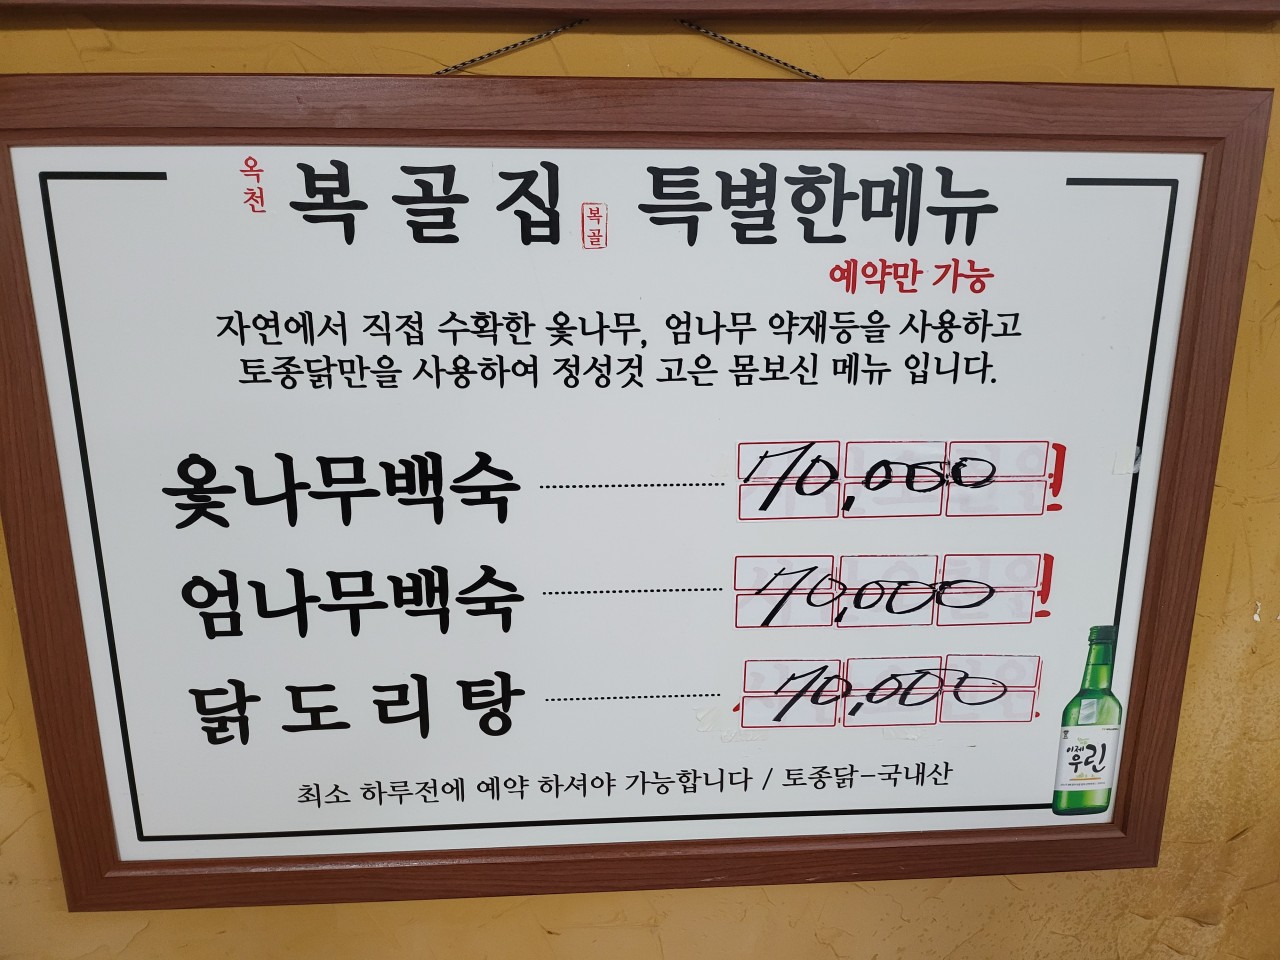 옥천 복골집 복골 특별한메뉴
예약만 가능
자연에서 직접 수확한 옻나무, 엄나무 약재등을 사용하고
토종닭만을 사용하여 정성것 고은 몸보신 메뉴 입니다.
옻나무백숙 70,000 원
엄나무백숙 70,000 원
닭도리탕 70,000
최소 하루전에 예약 하셔야 가능합니다 / 토종닭-국내산
이제
우린